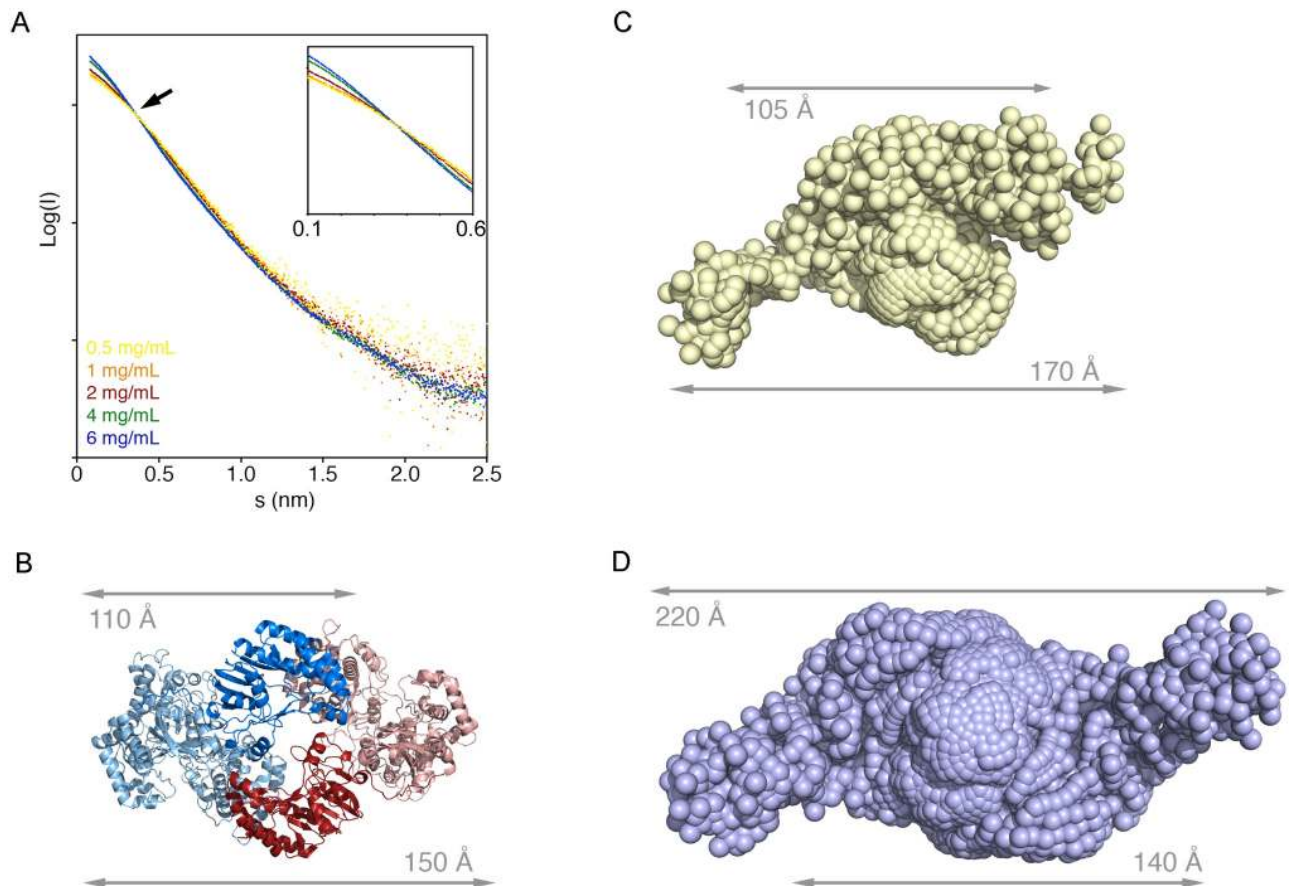 A
Log(I)
0.1
0.6
0.5 mg/mL
1 mg/mL
2 mg/mL
4 mg/mL
6 mg/mL
0
0.5
1.0
1.5
2.0
2.5
s (nm)
B
110 Å
150 Å
C
105 Å
170 Å
D
220 Å
140 Å